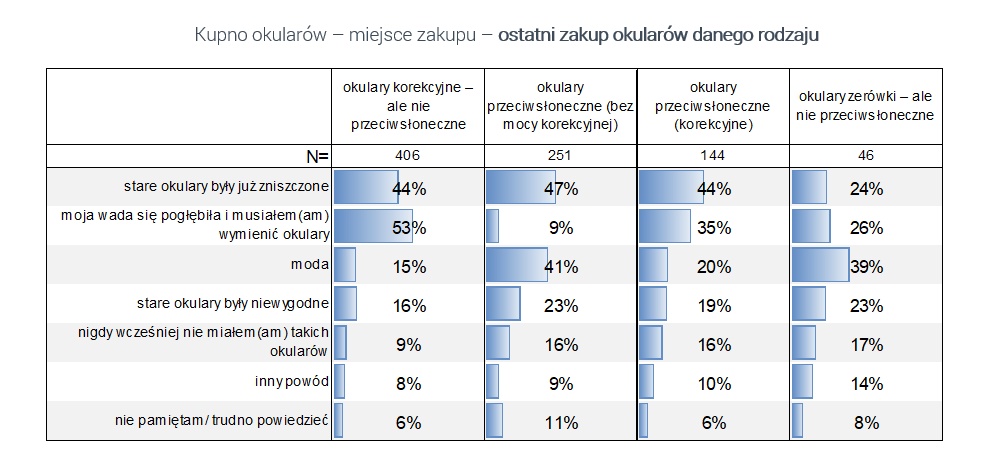 Kupno okularów – miejsce zakupu – ostatni zakup okularów danego rodzaju
okulary korekcyjne – ale nie przeciwsłoneczne
okulary przeciwsłoneczne (bez mocy korekcyjnej)
okulary przeciwsłoneczne (korekcyjne)
okulary zerówki – ale nie przeciwsłoneczne
N= 406 251 144 46
stare okulary były już zniszczone 44% 47% 44% 24%
moja wada się pogłębiła i musiałem(am) wymienić okulary 53% 9% 35% 26%
moda 15% 41% 20% 39%
stare okulary były niewygodne 16% 23% 19% 23%
nigdy wcześniej nie miałem(am) takich okularów 9% 16% 16% 17%
inny powód 8% 9% 10% 14%
nie pamiętam / trudno powiedzieć 6% 11% 6% 8%